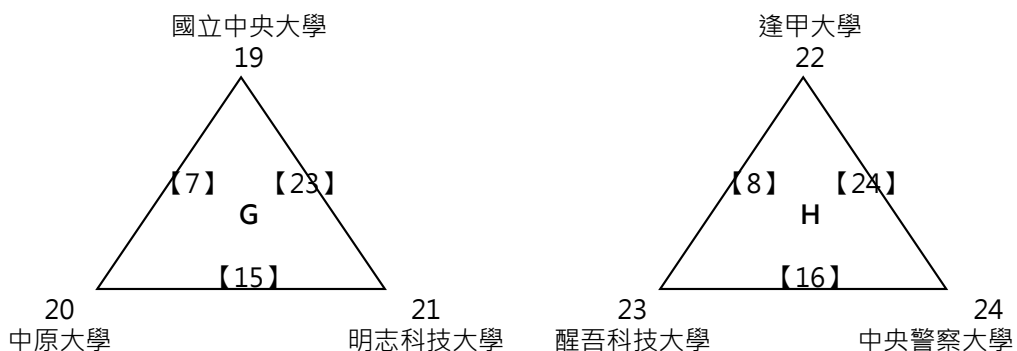 國立中央大學
19
【7】
【23】
G
【15】
20
中原大學
21
明志科技大學
逢甲大學
22
【8】
【24】
H
【16】
23
醒吾科技大學
24
中央警察大學